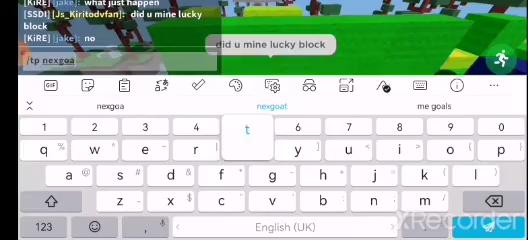 [KiRE] [jake]: what just happen
[SSDI] [Js_Kiritodvfan]: did u mine lucky
block
[KiRE] [jake]: no
did u mine lucky block
/tp nexgoa
GIF
nexgoa nexgoat me goals
1 2 3 4 t 6 7 8 9 0
q w e r y u i o p
a s d f g h j k l
z x c v b n m
123 , English (UK) .
XRecorder